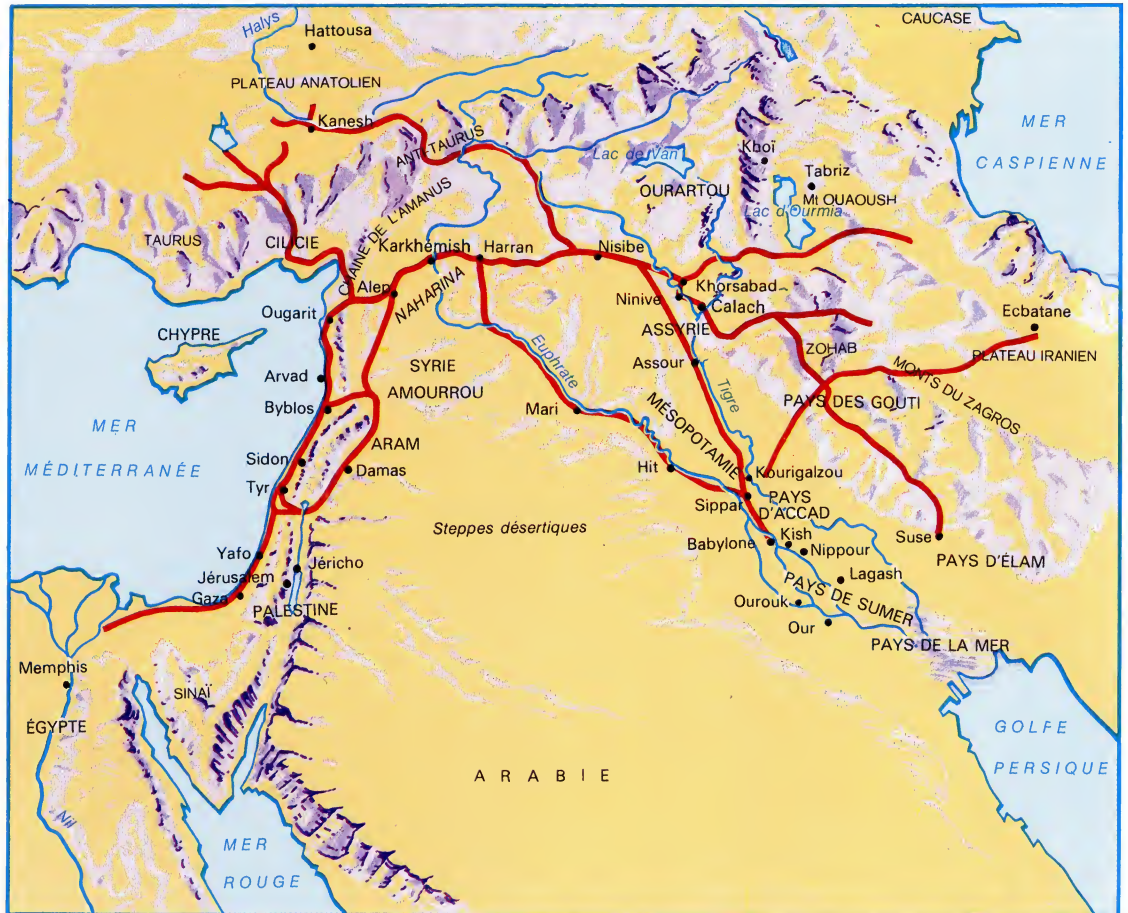 CAUCASE
Halys
Hattousa
PLATEAU ANATOLIEN
Kanesh
ANTI-TAURUS
MER
CASPIENNE
Lac de Van
Khoï
Tabriz
OURARTOU
Mt OUAOUSH
Lac d'Ourmia
TAURUS
CILICIE
CHAINE DE L'AMANUS
Karkhémish
Harran
Nisibe
Alep
NAHARINA
Khorsabad
Ninive
Calach
Ougarit
ASSYRIE
Ecbatane
CHYPRE
ZOHAB
PLATEAU IRANIEN
Euphrate
SYRIE
Assour
MONTS DU ZAGROS
Arvad
AMOURROU
Tigre
Byblos
Mari
PAYS DES GOUTI
MÉSOPOTAMIE
MER
MÉDITERRANÉE
ARAM
Sidon
Damas
Hit
Kourigalzou
Tyr
Sippar
PAYS
D'ACCAD
Steppes désertiques
Babylone
Kish
Suse
Nippour
Yafo
PAYS D'ÉLAM
Jéricho
Jérusalem
Lagash
Gaza
PALESTINE
PAYS DE SUMER
Ourouk
Our
PAYS DE LA MER
Memphis
SINAÏ
ÉGYPTE
GOLFE
PERSIQUE
ARABIE
Nil
MER
ROUGE